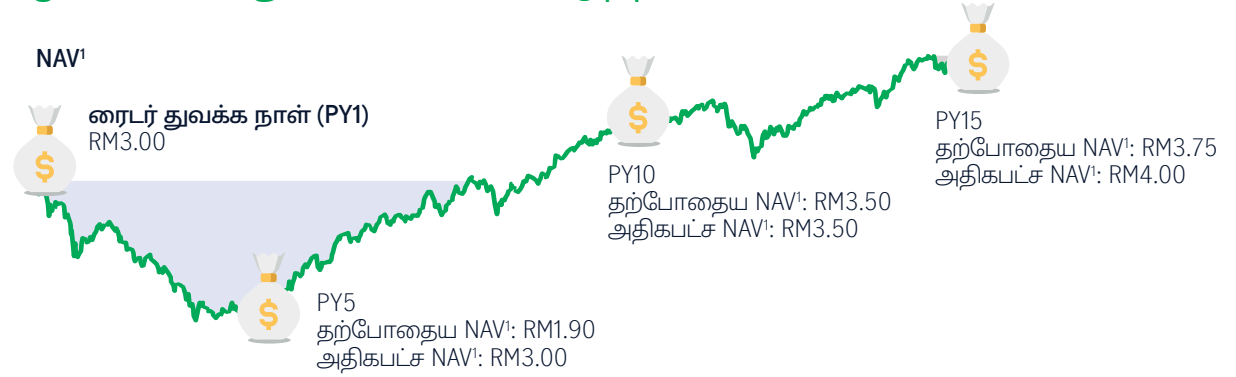 NAV¹
ரைடர் துவக்க நாள் (PY1)
RM3.00
PY5
தற்போதைய NAV¹: RM1.90
அதிகபட்ச NAV¹: RM3.00
PY10
தற்போதைய NAV¹: RM3.50
அதிகபட்ச NAV¹: RM3.50
PY15
தற்போதைய NAV¹: RM3.75
அதிகபட்ச NAV¹: RM4.00